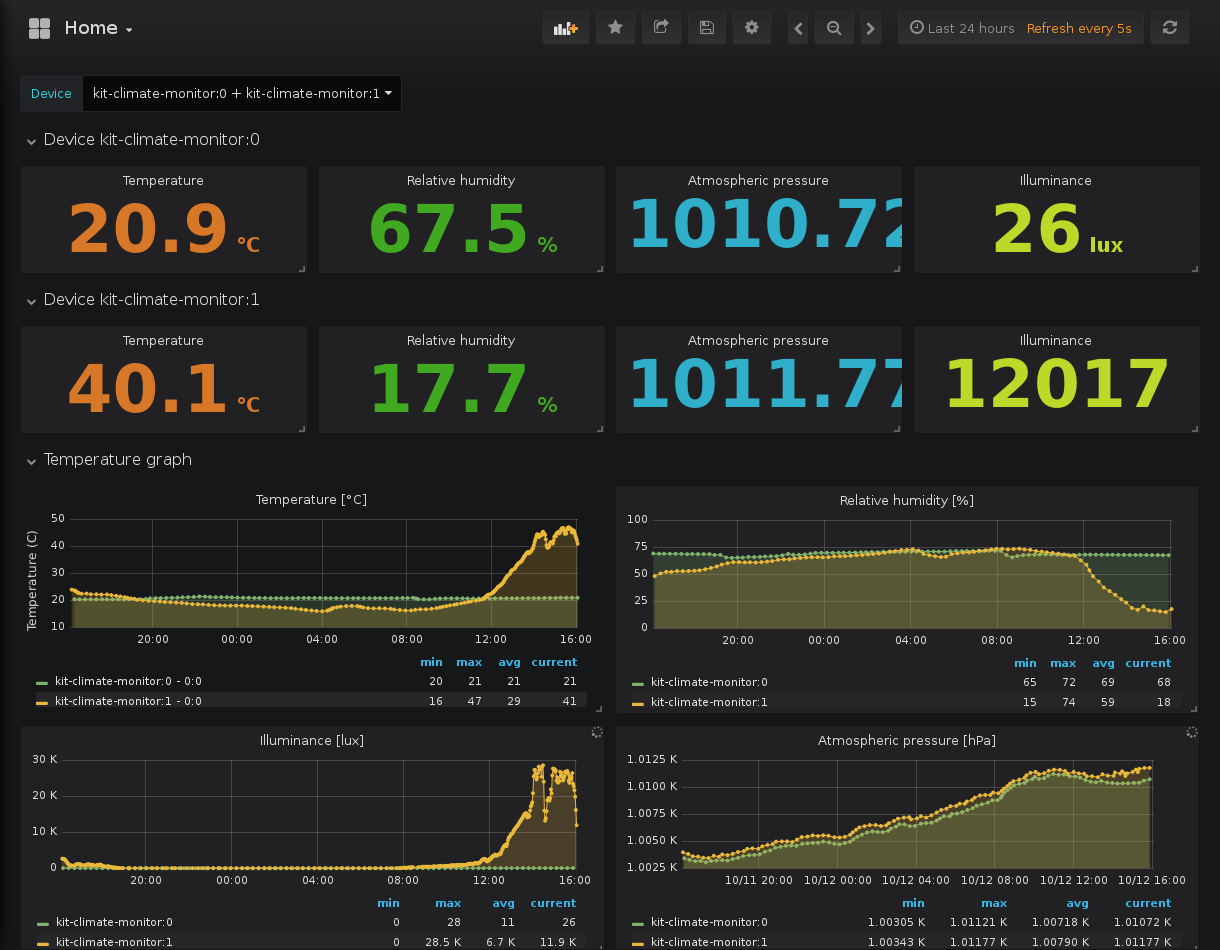 Home
Last 24 hours Refresh every 5s
Device kit-climate-monitor:0 + kit-climate-monitor:1
Device kit-climate-monitor:0
Temperature Relative humidity Atmospheric pressure Illuminance
20.9 °C 67.5 % 1010.72 26 lux
Device kit-climate-monitor:1
Temperature Relative humidity Atmospheric pressure Illuminance
40.1 °C 17.7 % 1011.77 12017
Temperature graph
Temperature [°C]
Temperature (C)
50
40
30
20
10
20:00 00:00 04:00 08:00 12:00 16:00
min max avg current
kit-climate-monitor:0 - 0:0 20 21 21 21
kit-climate-monitor:1 - 0:0 16 47 29 41
Relative humidity [%]
100
75
50
25
0
20:00 00:00 04:00 08:00 12:00 16:00
min max avg current
kit-climate-monitor:0 65 72 69 68
kit-climate-monitor:1 15 74 59 18
Illuminance [lux]
30 K
20 K
10 K
0
20:00 00:00 04:00 08:00 12:00 16:00
min max avg current
kit-climate-monitor:0 0 28 11 26
kit-climate-monitor:1 0 28.5 K 6.7 K 11.9 K
Atmospheric pressure [hPa]
1.0125 K
1.0100 K
1.0075 K
1.0050 K
1.0025 K
10/11 20:00 10/12 00:00 10/12 04:00 10/12 08:00 10/12 12:00 10/12 16:00
min max avg current
kit-climate-monitor:0 1.00305 K 1.01121 K 1.00718 K 1.01072 K
kit-climate-monitor:1 1.00343 K 1.01177 K 1.00790 K 1.01177 K